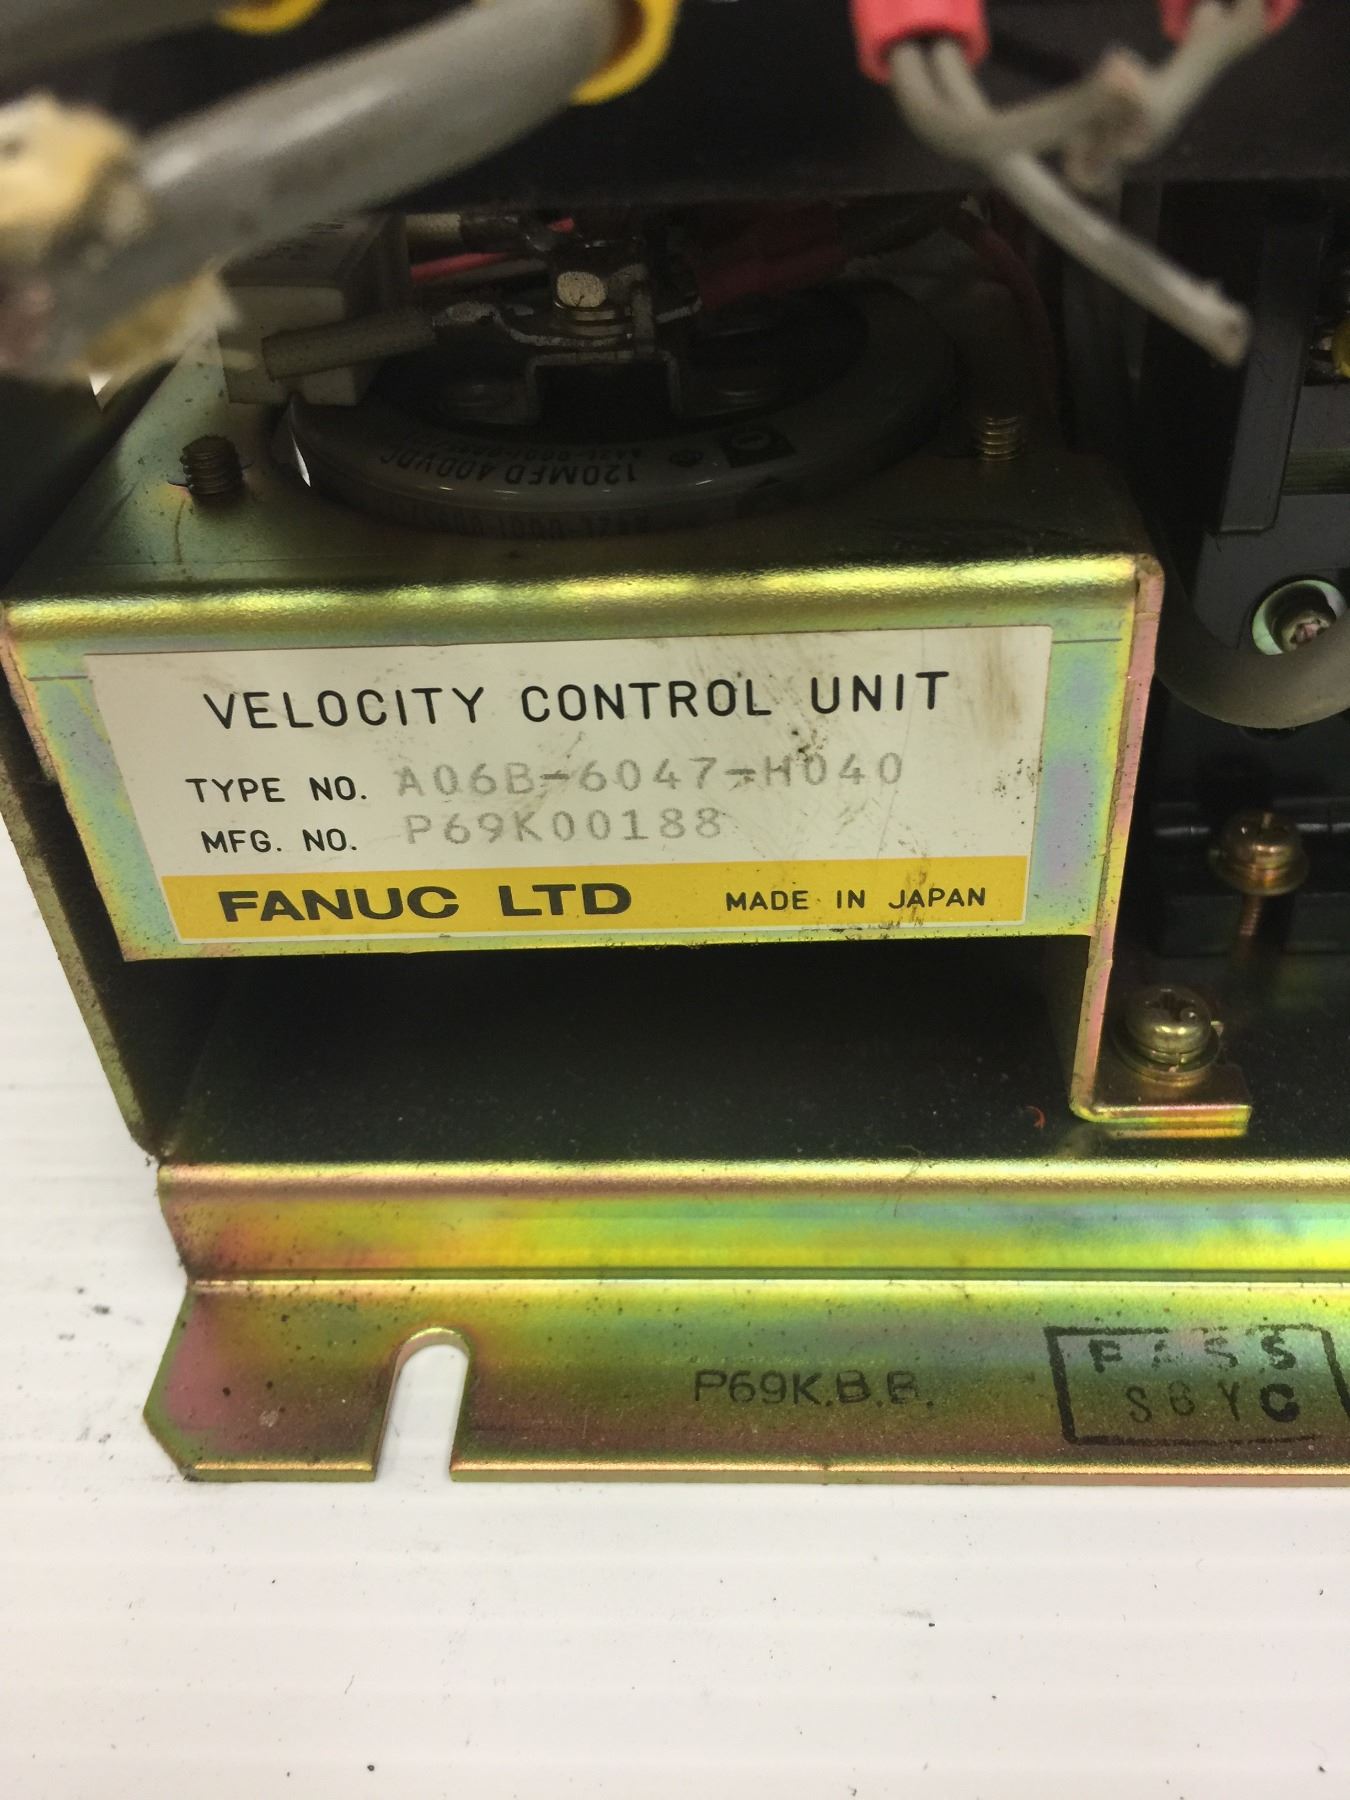 120MFD 400VDC
VELOCITY CONTROL UNIT
TYPE NO. A06B-6047-H040
MFG. NO. P69K00188
FANUC LTD MADE IN JAPAN
P69K.B.B.
PASS